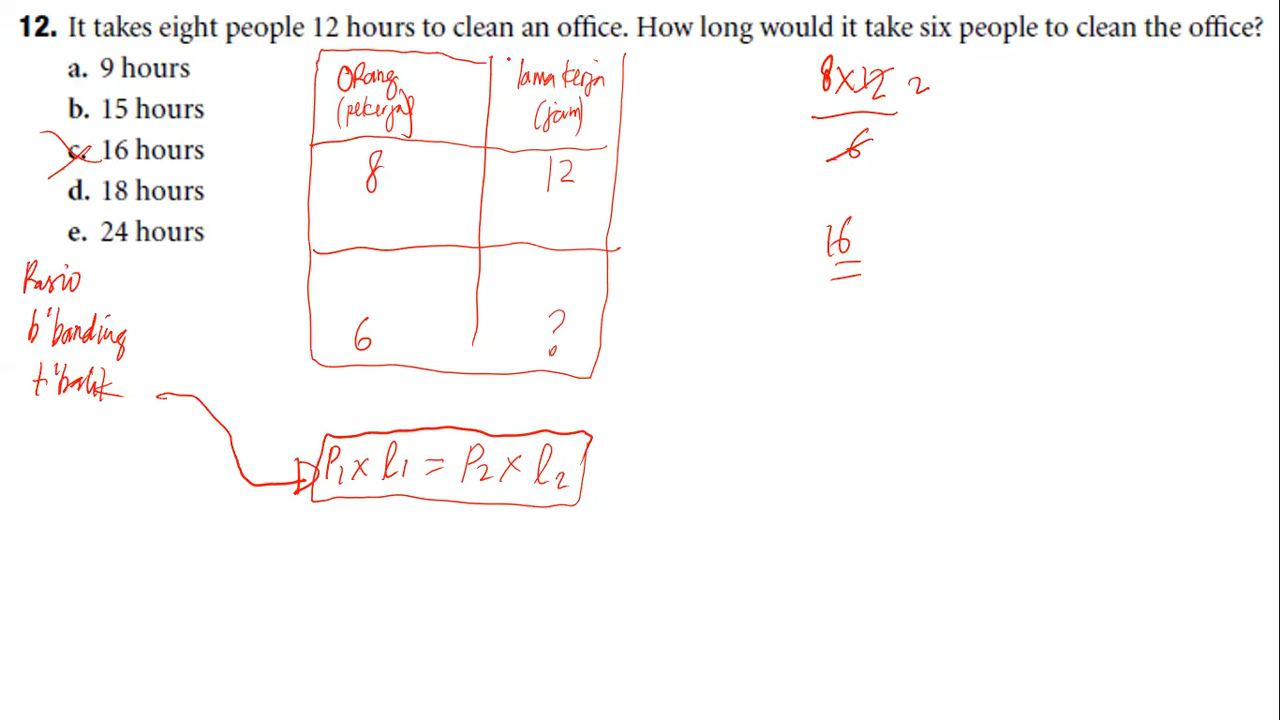 12. It takes eight people 12 hours to clean an office. How long would it take six people to clean the office?
a. 9 hours
b. 15 hours
c. 16 hours
d. 18 hours
e. 24 hours
Orang
(pekerja)
lama kerja
(jam)
8
12
6
?
8x12 2
6
16
Rasio
b"banding
t"balik
P1 x l1 = P2 x l2